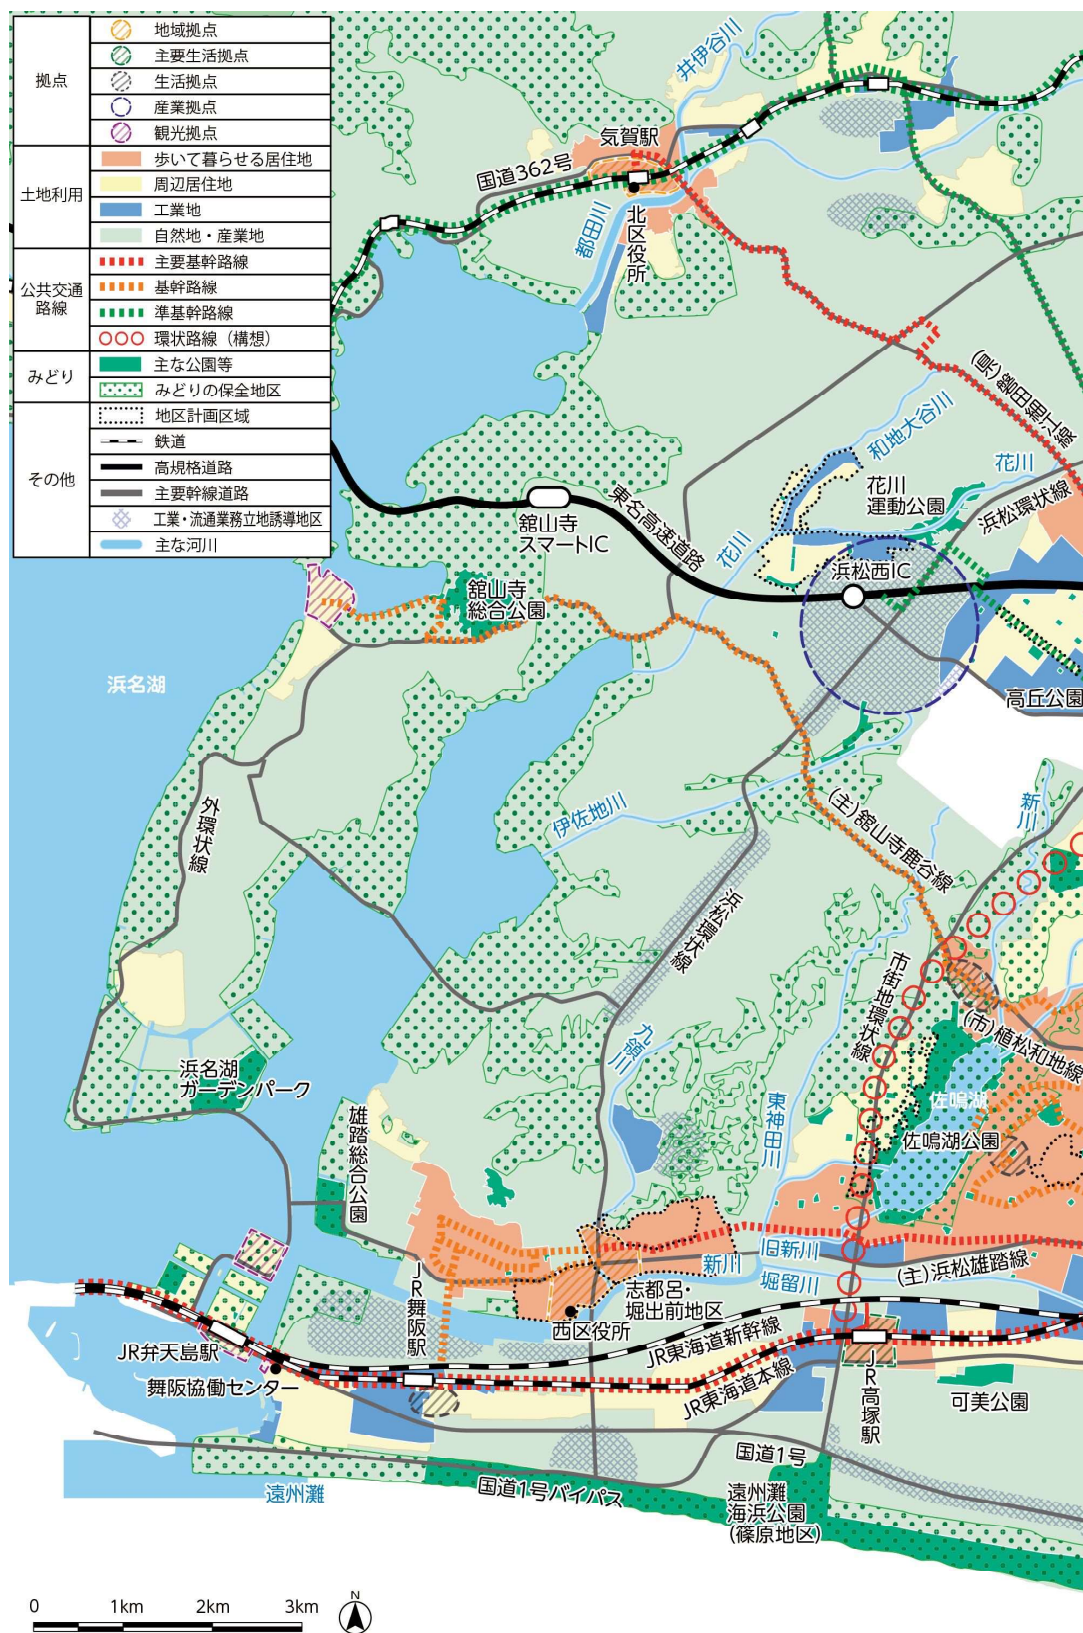 拠点
地域拠点
主要生活拠点
生活拠点
産業拠点
観光拠点
土地利用
歩いて暮らせる居住地
周辺居住地
工業地
自然地・産業地
公共交通
路線
主要基幹路線
基幹路線
準基幹路線
環状路線（構想）
みどり
主な公園等
みどりの保全地区
その他
地区計画区域
鉄道
高規格道路
主要幹線道路
工業・流通業務立地誘導地区
主な河川
井伊谷川
気賀駅
国道362号
都田川
北区役所
(県)磐田細江線
和地大谷川
花川
花川
運動公園
浜松環状線
舘山寺
スマートIC
東名高速道路
花川
浜松西IC
舘山寺
総合公園
浜名湖
高丘公園
外環状線
伊佐地川
(主)舘山寺鹿谷線
新川
浜松環状線
市街地環状線
(市)植松和地線
九領川
浜名湖
ガーデンパーク
東神田川
佐鳴湖
佐鳴湖公園
雄踏総合公園
旧新川
新川
(主)浜松雄踏線
堀留川
志都呂・
堀出前地区
JR舞阪駅
西区役所
JR東海道新幹線
JR弁天島駅
舞阪協働センター
JR東海道本線
JR高塚駅
可美公園
国道1号
国道1号バイパス
遠州灘
遠州灘
海浜公園
(篠原地区)
0 1km 2km 3km
N